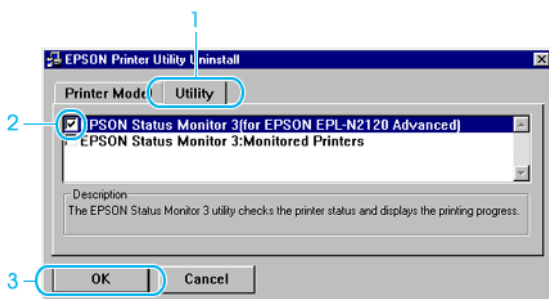 1
EPSON Printer Utility Uninstall
Printer Model Utility
2
EPSON Status Monitor 3(for EPSON EPL-N2120 Advanced)
EPSON Status Monitor 3:Monitored Printers
Description
The EPSON Status Monitor 3 utility checks the printer status and displays the printing progress.
3
OK Cancel